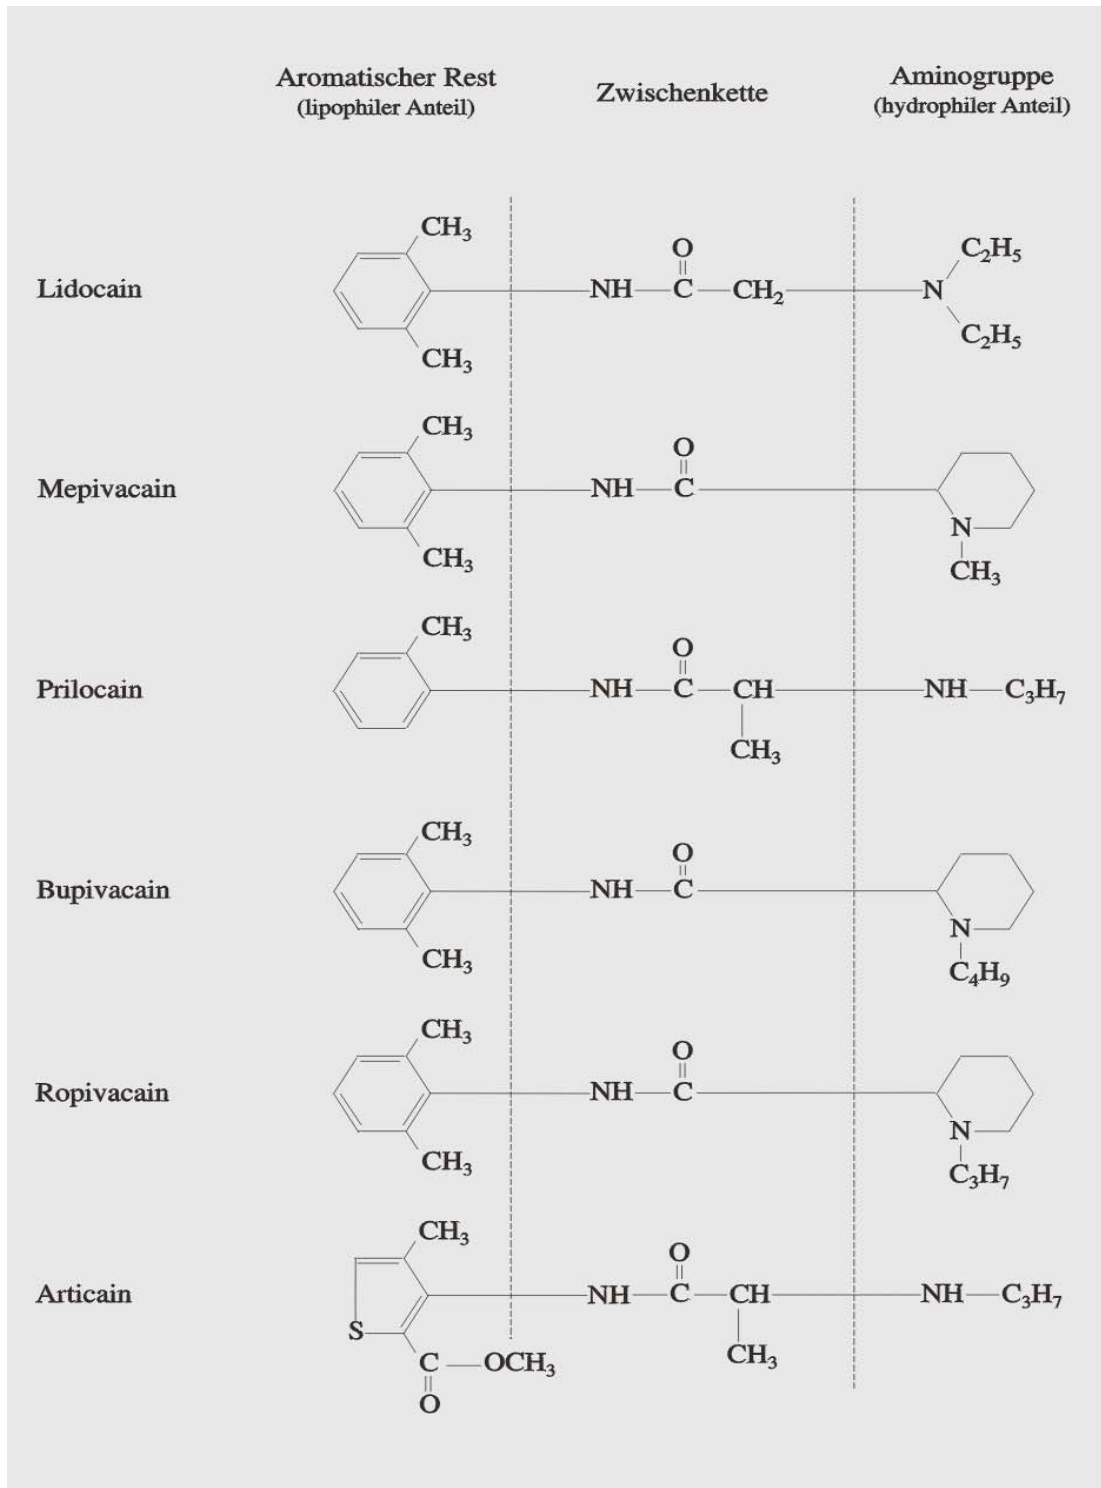 Aromatischer Rest
(lipophiler Anteil)
Zwischenkette
Aminogruppe
(hydrophiler Anteil)
CH₃
O
C₂H₅
Lidocain
NH C CH₂ N
CH₃
C₂H₅
CH₃
O
Mepivacain
NH C
N
CH₃
CH₃
CH₃
O
Prilocain
NH C CH NH C₃H₇
CH₃
CH₃
O
Bupivacain
NH C
N
CH₃
C₄H₉
CH₃
O
Ropivacain
NH C
N
CH₃
C₃H₇
CH₃
O
Articain
NH C CH NH C₃H₇
S
CH₃
C OCH₃
O